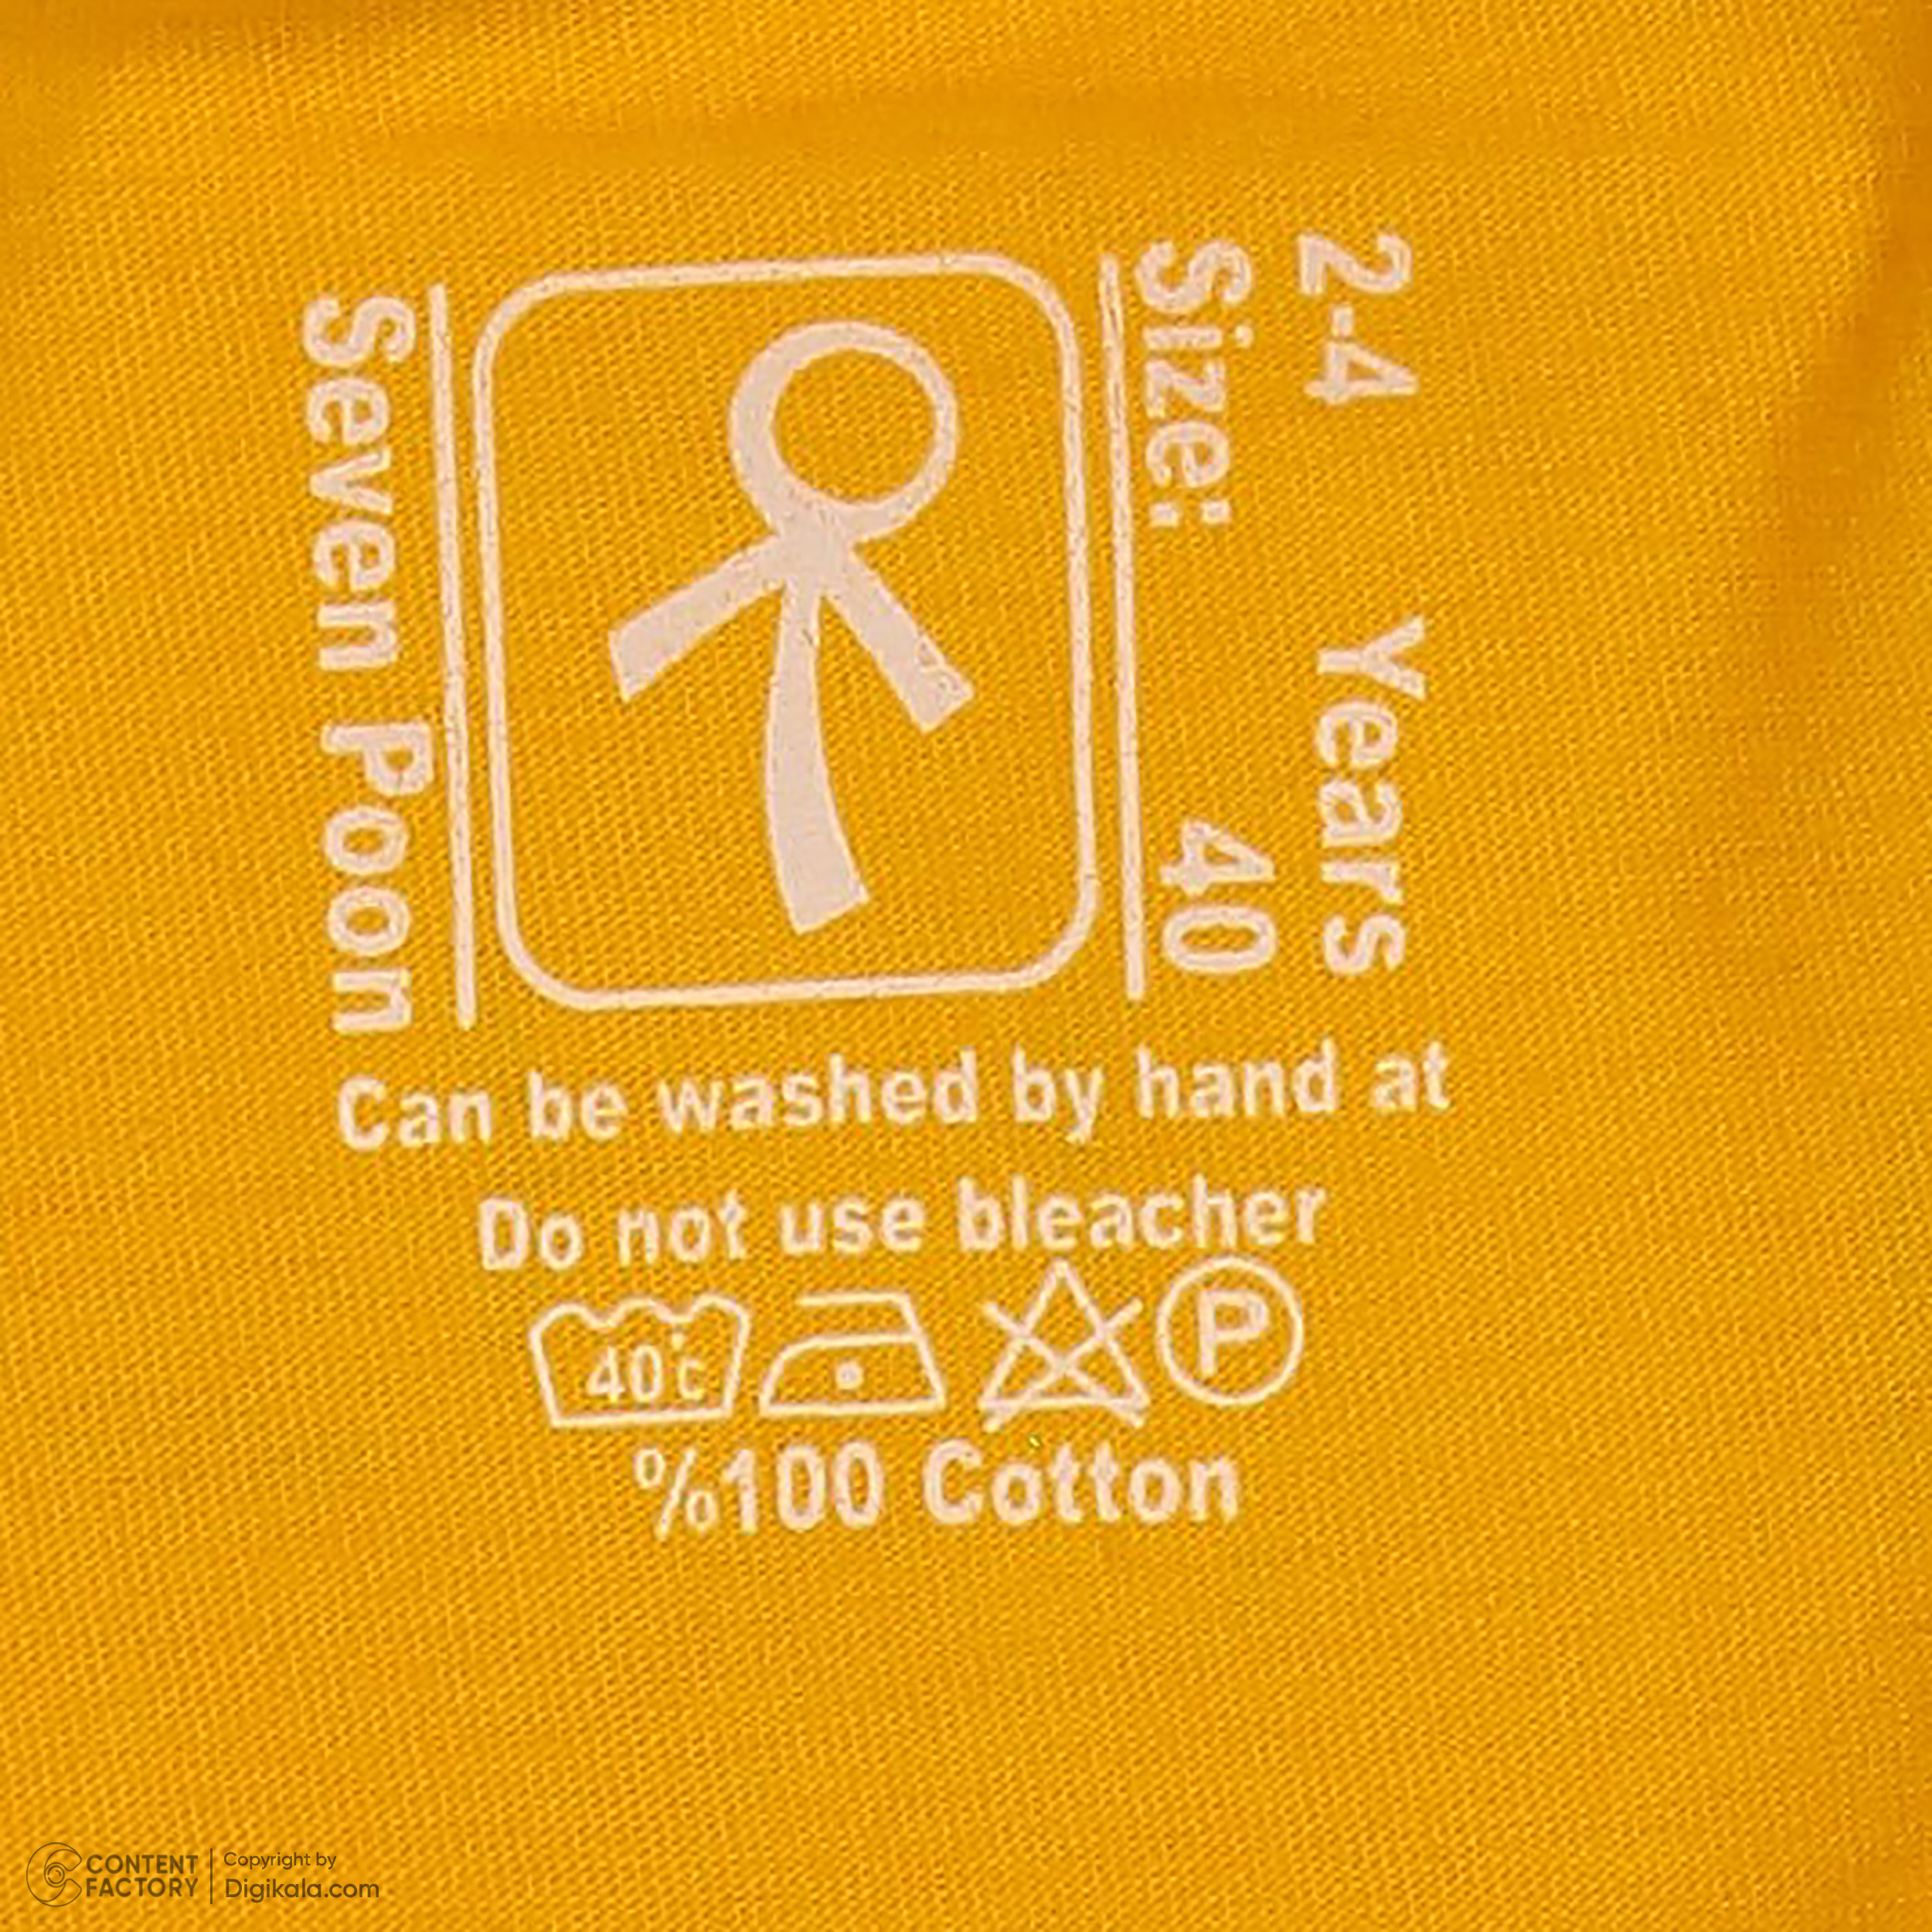 Seven Poon
Size: 40
2-4 Years
Can be washed by hand at
Do not use bleacher
40°c
P
%100 Cotton
CONTENT FACTORY
Copyright by
Digikala.com